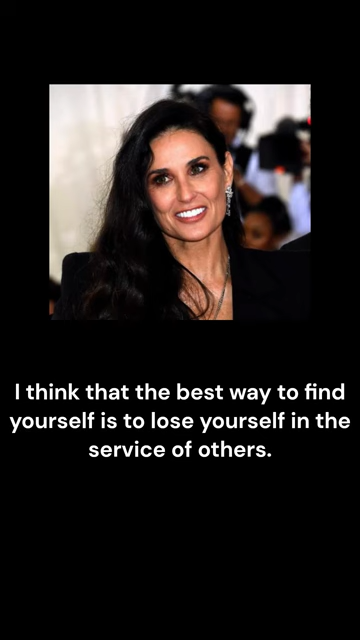 I think that the best way to find
yourself is to lose yourself in the
service of others.